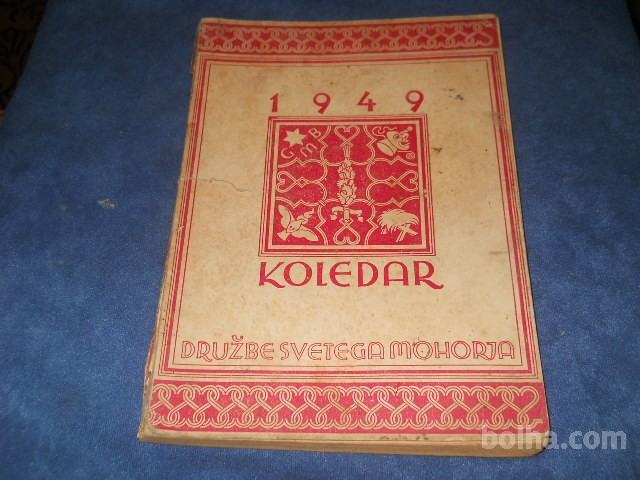 1949
G M B
KOLEDAR
DRUŽBE SVETEGA MOHORJA
bolha.com